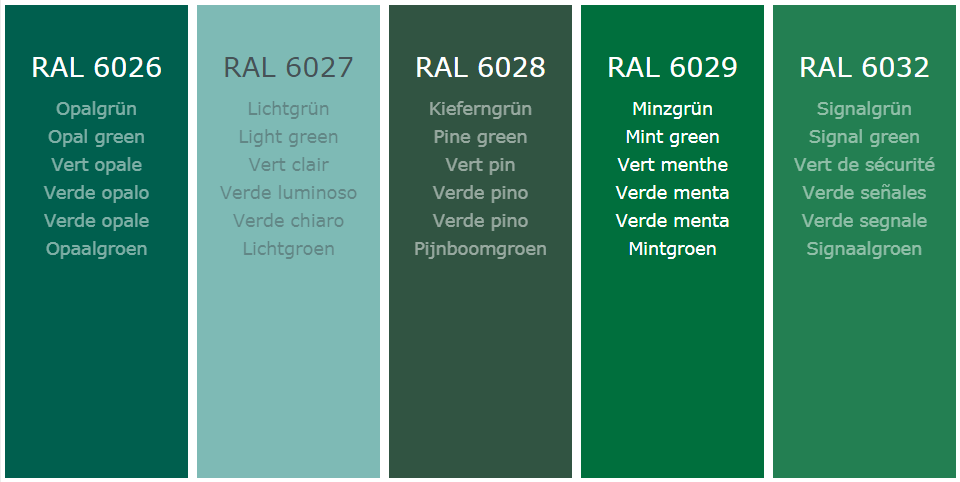 RAL 6026
Opalgrün
Opal green
Vert opale
Verde opalo
Verde opale
Opaalgroen
RAL 6027
Lichtgrün
Light green
Vert clair
Verde luminoso
Verde chiaro
Lichtgroen
RAL 6028
Kieferngrün
Pine green
Vert pin
Verde pino
Verde pino
Pijnboomgroen
RAL 6029
Minzgrün
Mint green
Vert menthe
Verde menta
Verde menta
Mintgroen
RAL 6032
Signalgrün
Signal green
Vert de sécurité
Verde señales
Verde segnale
Signaalgroen